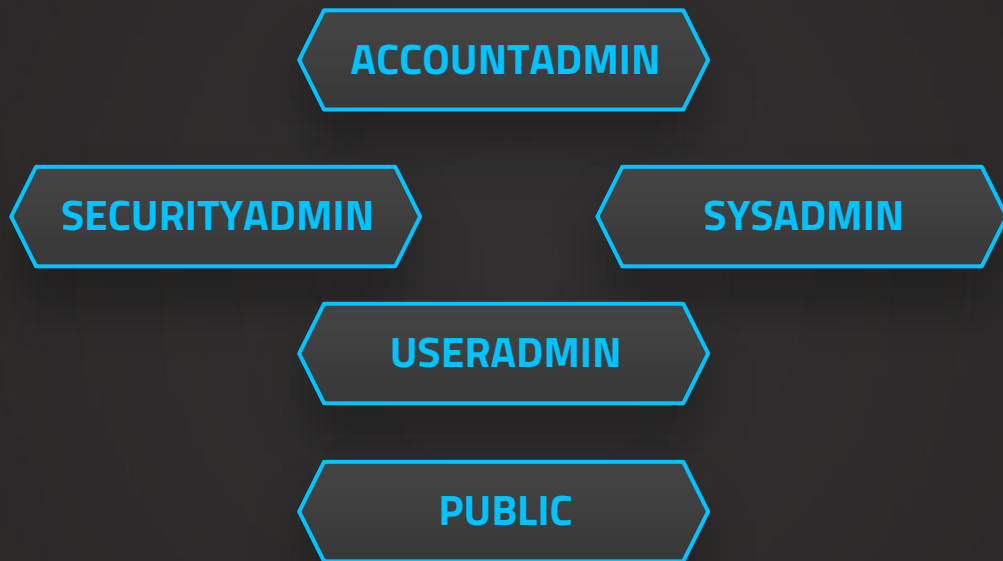 ACCOUNTADMIN
SECURITYADMIN
SYSADMIN
USERADMIN
PUBLIC